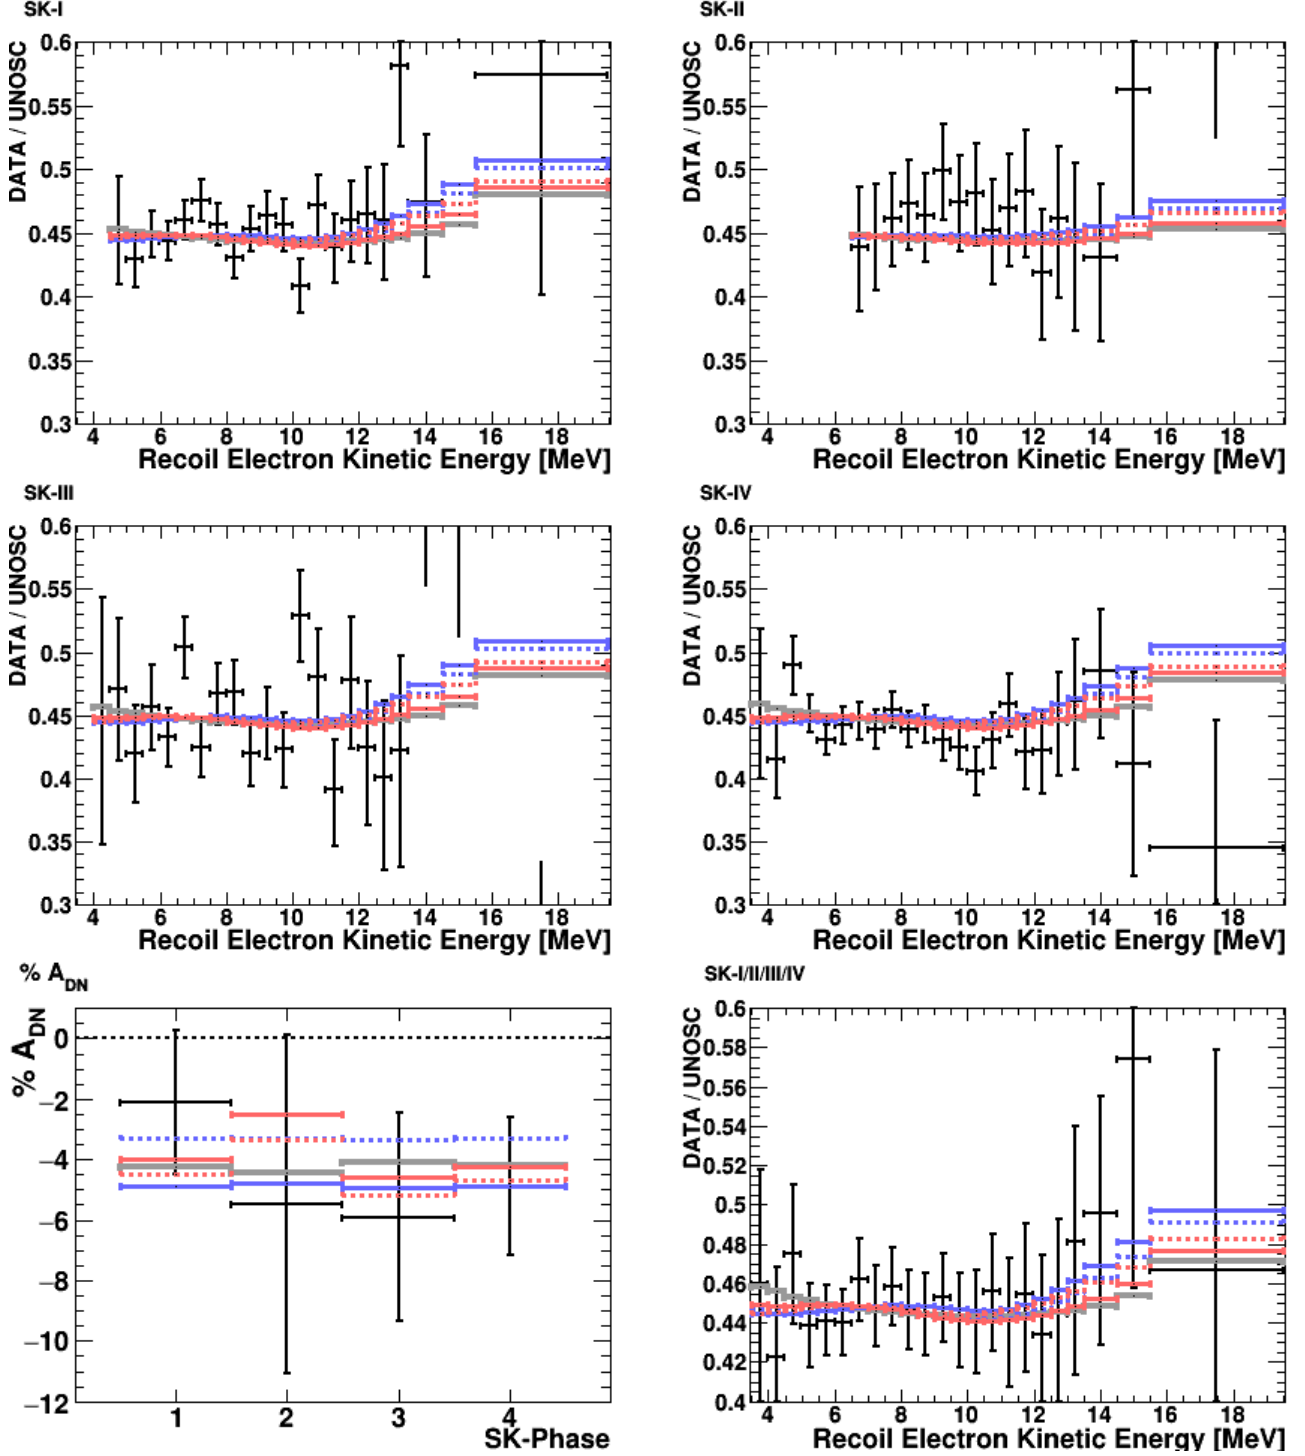 SK-I
DATA / UNOSC
0.6
0.55
0.5
0.45
0.4
0.35
0.3
4 6 8 10 12 14 16 18
Recoil Electron Kinetic Energy [MeV]
SK-II
DATA / UNOSC
0.6
0.55
0.5
0.45
0.4
0.35
0.3
4 6 8 10 12 14 16 18
Recoil Electron Kinetic Energy [MeV]
SK-III
DATA / UNOSC
0.6
0.55
0.5
0.45
0.4
0.35
0.3
4 6 8 10 12 14 16 18
Recoil Electron Kinetic Energy [MeV]
SK-IV
DATA / UNOSC
0.6
0.55
0.5
0.45
0.4
0.35
0.3
4 6 8 10 12 14 16 18
Recoil Electron Kinetic Energy [MeV]
% A_DN
% A_DN
0
−2
−4
−6
−8
−10
−12
1 2 3 4
SK-Phase
SK-I/II/III/IV
DATA / UNOSC
0.6
0.58
0.56
0.54
0.52
0.5
0.48
0.46
0.44
0.42
0.4
4 6 8 10 12 14 16 18
Recoil Electron Kinetic Energy [MeV]